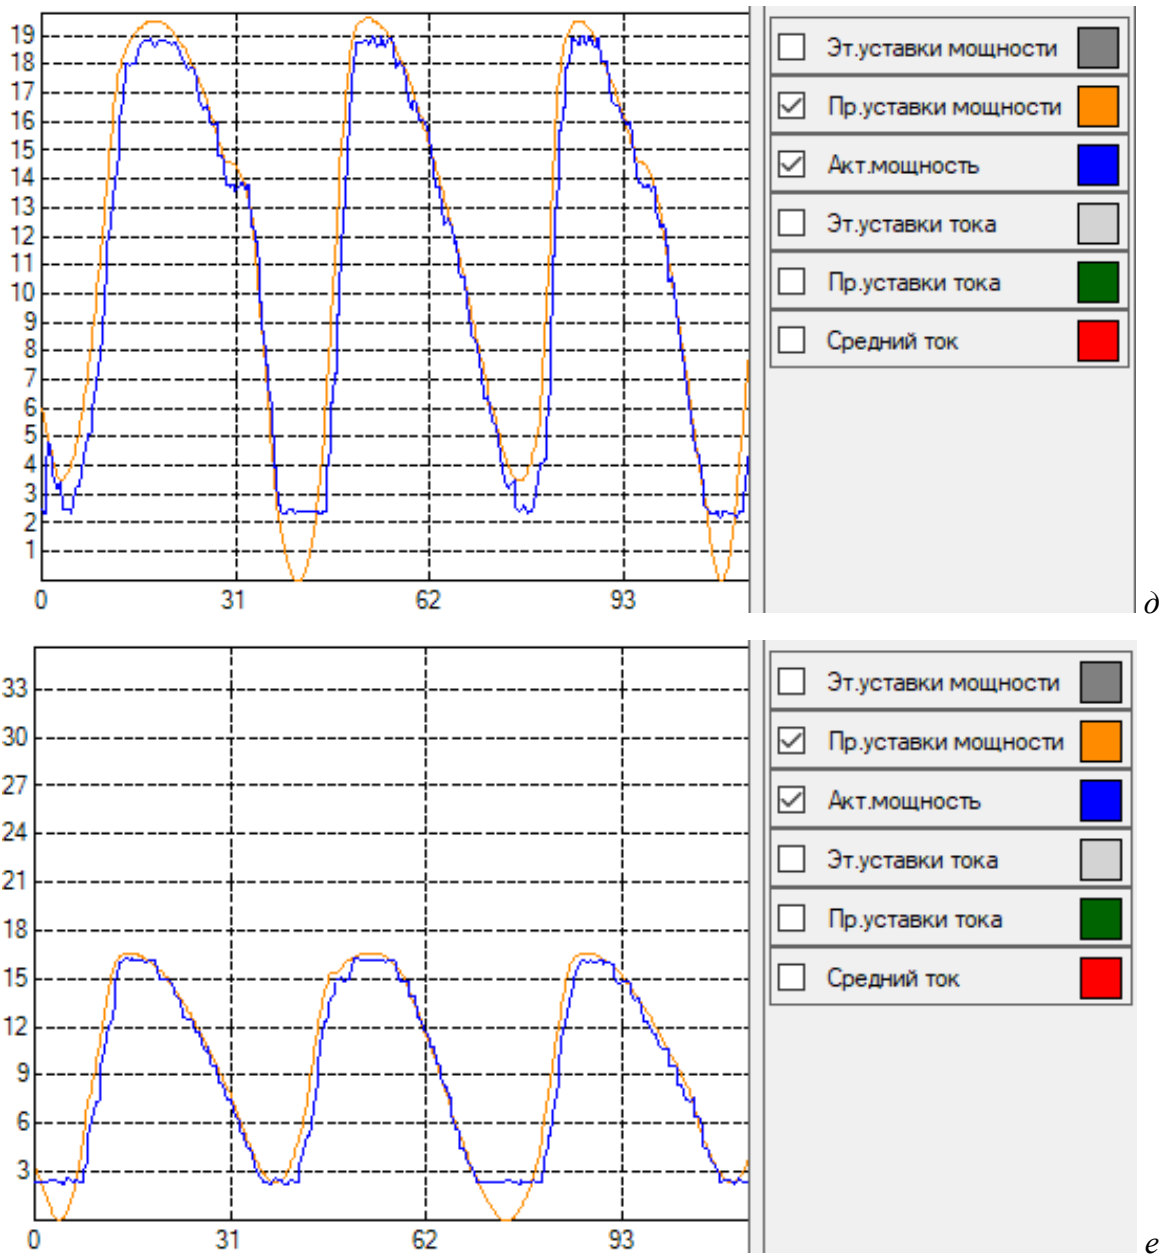 19
18
17
16
15
14
13
12
11
10
9
8
7
6
5
4
3
2
1
0 31 62 93
Эт.уставки мощности
Пр.уставки мощности
Акт.мощность
Эт.уставки тока
Пр.уставки тока
Средний ток
д
33
30
27
24
21
18
15
12
9
6
3
0 31 62 93
Эт.уставки мощности
Пр.уставки мощности
Акт.мощность
Эт.уставки тока
Пр.уставки тока
Средний ток
е